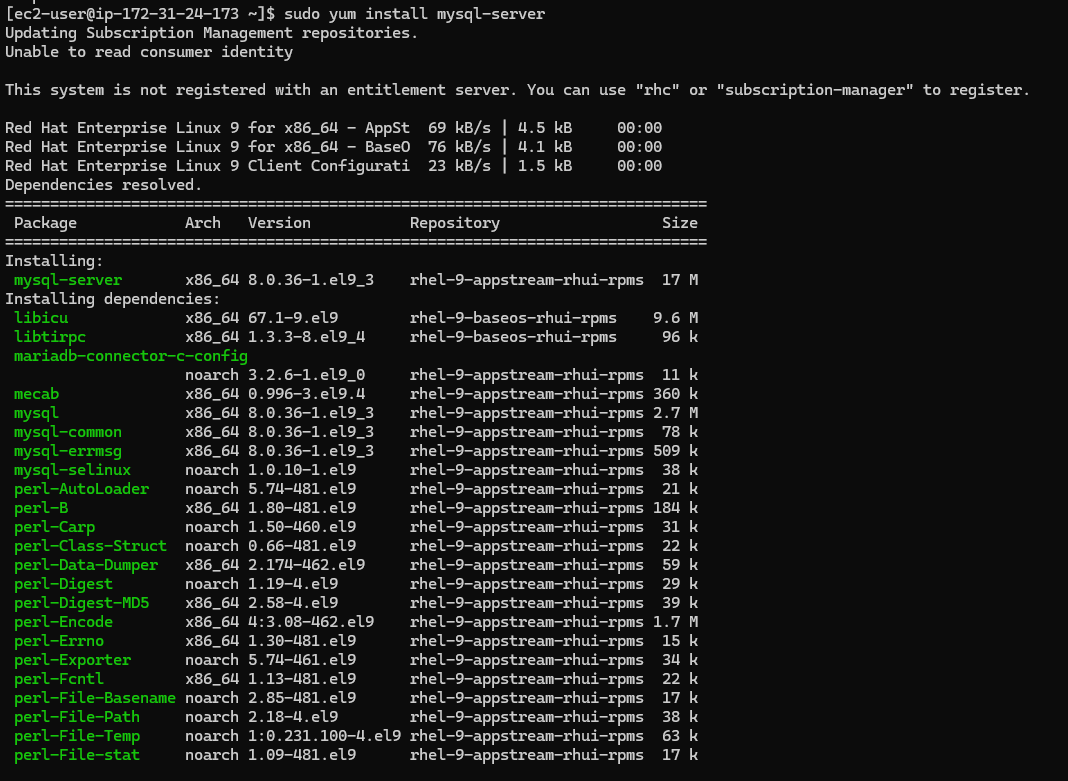 [ec2-user@ip-172-31-24-173 ~]$ sudo yum install mysql-server
Updating Subscription Management repositories.
Unable to read consumer identity
This system is not registered with an entitlement server. You can use "rhc" or "subscription-manager" to register.
Red Hat Enterprise Linux 9 for x86_64 - AppSt  69 kB/s | 4.5 kB     00:00
Red Hat Enterprise Linux 9 for x86_64 - BaseO  76 kB/s | 4.1 kB     00:00
Red Hat Enterprise Linux 9 Client Configurati  23 kB/s | 1.5 kB     00:00
Dependencies resolved.
==============================================================================
 Package            Arch   Version           Repository                  Size
==============================================================================
Installing:
 mysql-server       x86_64 8.0.36-1.el9_3    rhel-9-appstream-rhui-rpms  17 M
Installing dependencies:
 libicu             x86_64 67.1-9.el9        rhel-9-baseos-rhui-rpms    9.6 M
 libtirpc           x86_64 1.3.3-8.el9_4     rhel-9-baseos-rhui-rpms     96 k
 mariadb-connector-c-config
                    noarch 3.2.6-1.el9_0     rhel-9-appstream-rhui-rpms  11 k
 mecab              x86_64 0.996-3.el9.4     rhel-9-appstream-rhui-rpms 360 k
 mysql              x86_64 8.0.36-1.el9_3    rhel-9-appstream-rhui-rpms 2.7 M
 mysql-common       x86_64 8.0.36-1.el9_3    rhel-9-appstream-rhui-rpms  78 k
 mysql-errmsg       x86_64 8.0.36-1.el9_3    rhel-9-appstream-rhui-rpms 509 k
 mysql-selinux      noarch 1.0.10-1.el9      rhel-9-appstream-rhui-rpms  38 k
 perl-AutoLoader    noarch 5.74-481.el9      rhel-9-appstream-rhui-rpms  21 k
 perl-B             x86_64 1.80-481.el9      rhel-9-appstream-rhui-rpms 184 k
 perl-Carp          noarch 1.50-460.el9      rhel-9-appstream-rhui-rpms  31 k
 perl-Class-Struct  noarch 0.66-481.el9      rhel-9-appstream-rhui-rpms  22 k
 perl-Data-Dumper   x86_64 2.174-462.el9     rhel-9-appstream-rhui-rpms  59 k
 perl-Digest        noarch 1.19-4.el9        rhel-9-appstream-rhui-rpms  29 k
 perl-Digest-MD5    x86_64 2.58-4.el9        rhel-9-appstream-rhui-rpms  39 k
 perl-Encode        x86_64 4:3.08-462.el9    rhel-9-appstream-rhui-rpms 1.7 M
 perl-Errno         x86_64 1.30-481.el9      rhel-9-appstream-rhui-rpms  15 k
 perl-Exporter      noarch 5.74-461.el9      rhel-9-appstream-rhui-rpms  34 k
 perl-Fcntl         x86_64 1.13-481.el9      rhel-9-appstream-rhui-rpms  22 k
 perl-File-Basename noarch 2.85-481.el9      rhel-9-appstream-rhui-rpms  17 k
 perl-File-Path     noarch 2.18-4.el9        rhel-9-appstream-rhui-rpms  38 k
 perl-File-Temp     noarch 1:0.231.100-4.el9 rhel-9-appstream-rhui-rpms  63 k
 perl-File-stat     noarch 1.09-481.el9      rhel-9-appstream-rhui-rpms  17 k